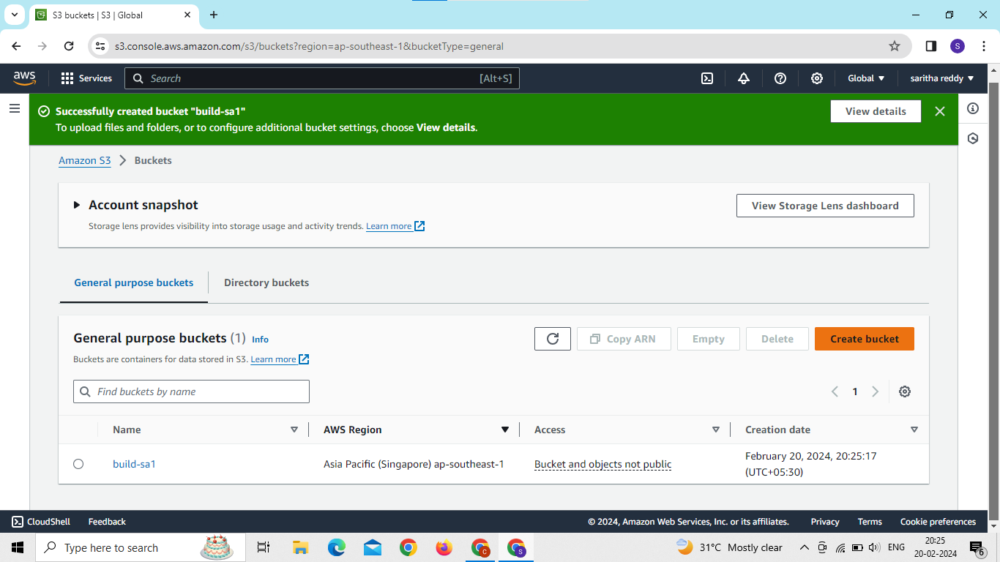 S3 buckets | S3 | Global
s3.console.aws.amazon.com/s3/buckets?region=ap-southeast-1&bucketType=general
S
aws
Services
Search
[Alt+S]
Global
saritha reddy
Successfully created bucket "build-sa1"
To upload files and folders, or to configure additional bucket settings, choose View details.
View details
Amazon S3
Buckets
Account snapshot
View Storage Lens dashboard
Storage lens provides visibility into storage usage and activity trends. Learn more
General purpose buckets
Directory buckets
General purpose buckets (1) Info
Copy ARN
Empty
Delete
Create bucket
Buckets are containers for data stored in S3. Learn more
Find buckets by name
1
Name
AWS Region
Access
Creation date
build-sa1
Asia Pacific (Singapore) ap-southeast-1
Bucket and objects not public
February 20, 2024, 20:25:17
(UTC+05:30)
CloudShell
Feedback
© 2024, Amazon Web Services, Inc. or its affiliates.
Privacy
Terms
Cookie preferences
Type here to search
C
S
31°C Mostly clear
ENG
20:25
20-02-2024
6